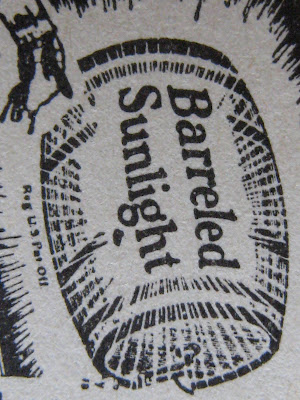 Barreled
Sunlight
Reg U S Pat Off